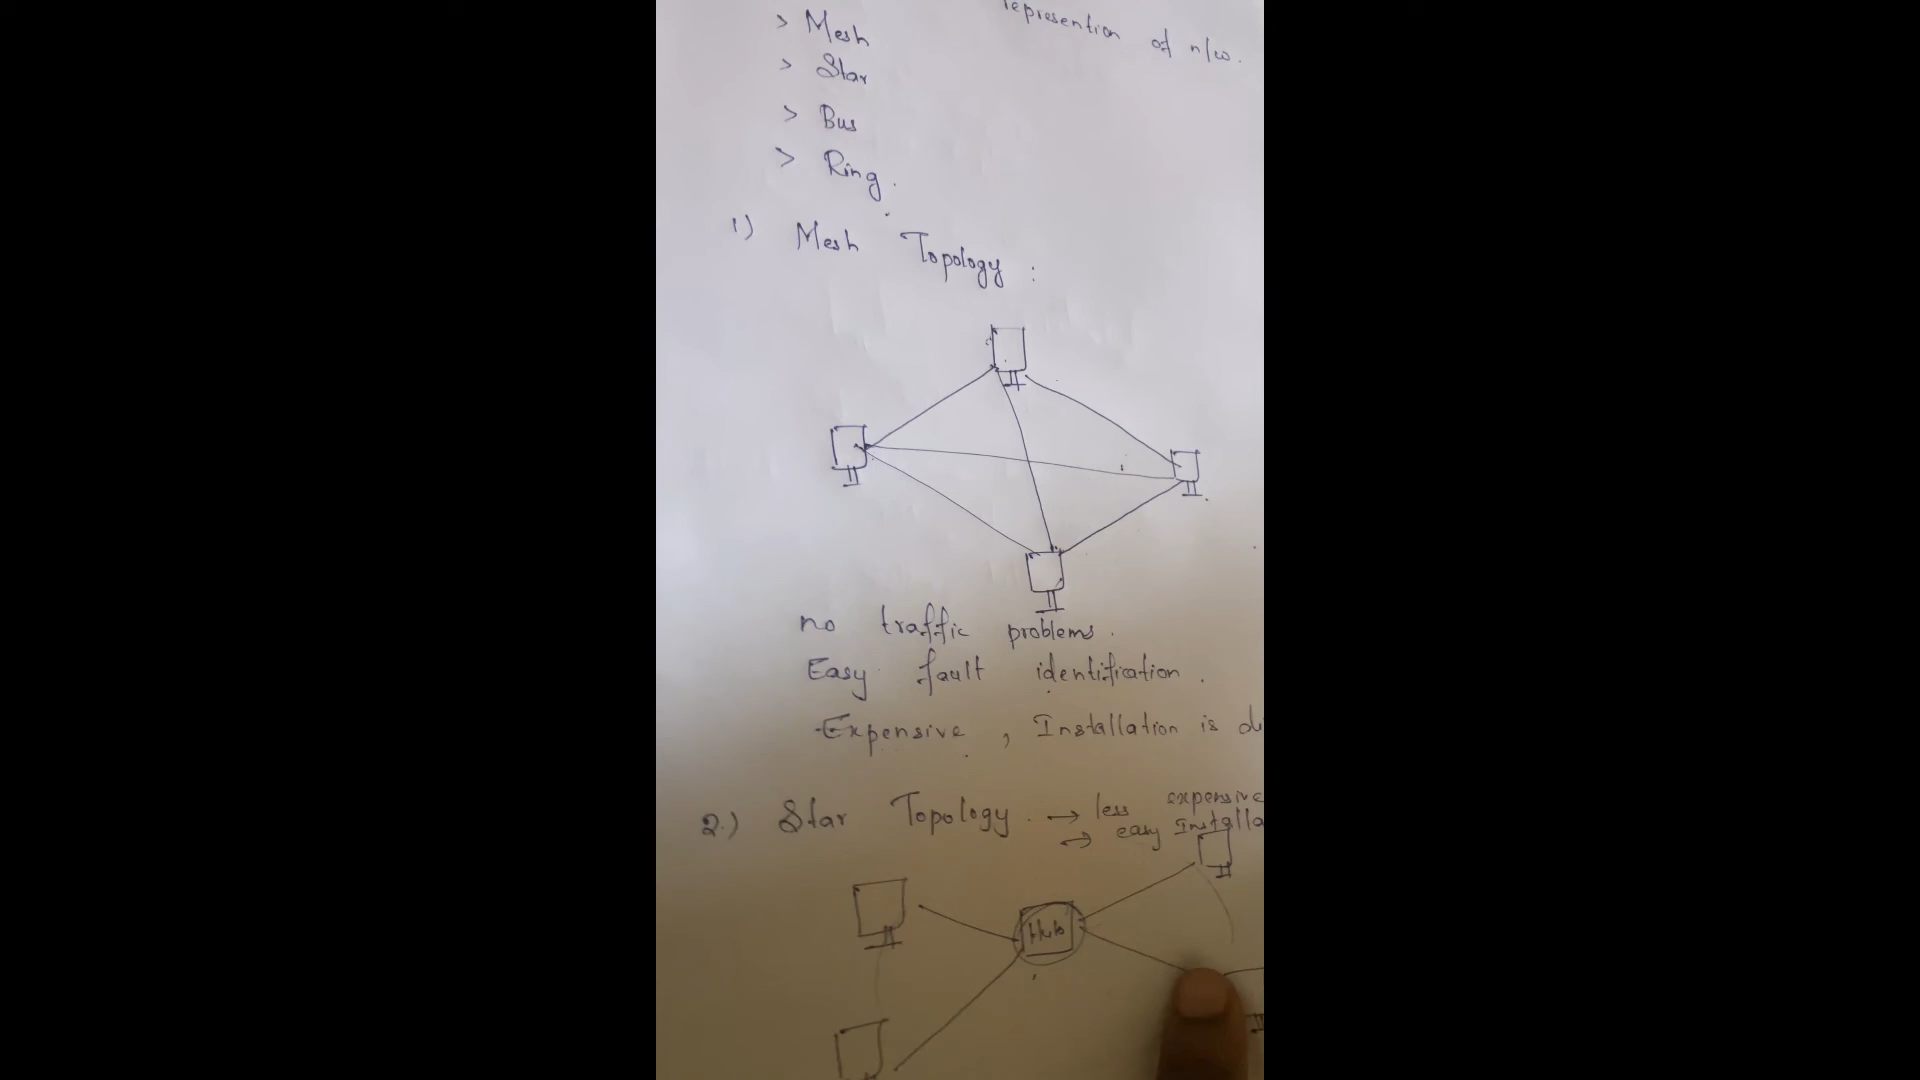 represention of n/w.
> Mesh
> Star
> Bus
> Ring.
1) Mesh Topology :
no traffic problems.
Easy fault identification.
Expensive, Installation is
2.) Star Topology. → less expensive
→ easy Installa
Hub